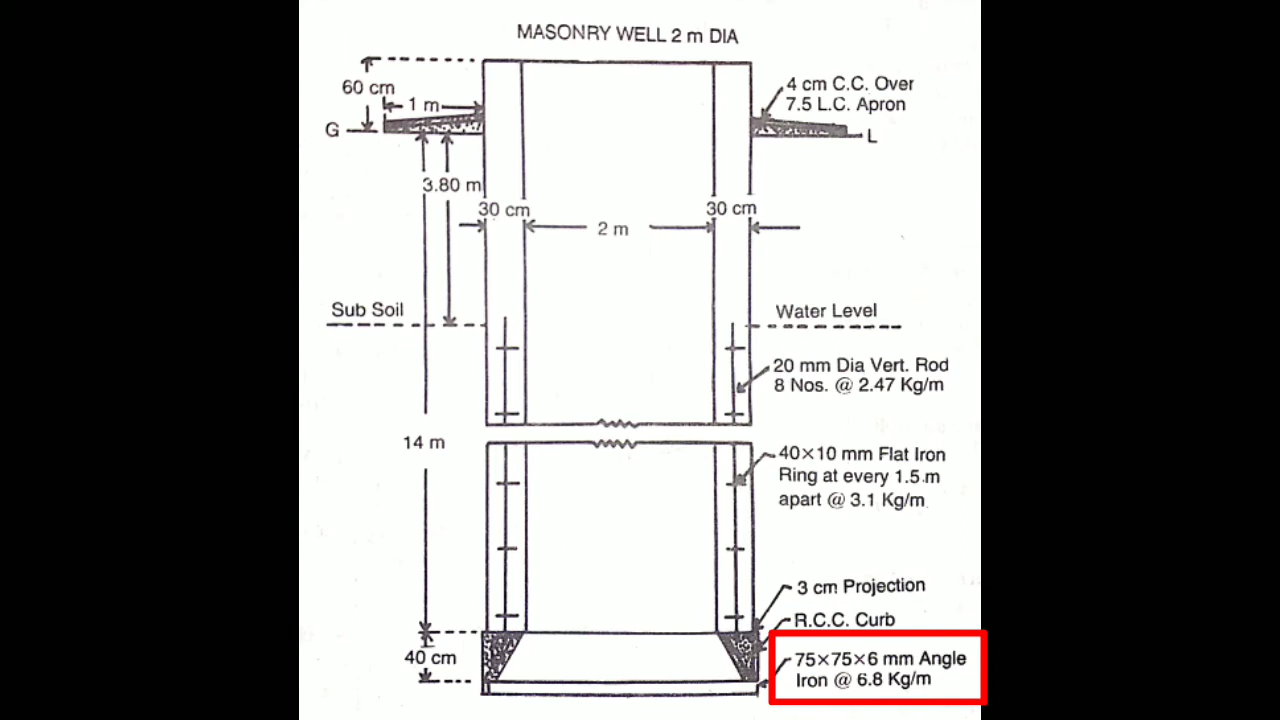 MASONRY WELL 2 m DIA
60 cm
1 m
4 cm C.C. Over
7.5 L.C. Apron
G
L
3.80 m
30 cm
30 cm
2 m
Sub Soil
Water Level
20 mm Dia Vert. Rod
8 Nos. @ 2.47 Kg/m
14 m
40×10 mm Flat Iron
Ring at every 1.5 m
apart @ 3.1 Kg/m
3 cm Projection
R.C.C. Curb
40 cm
75×75×6 mm Angle
Iron @ 6.8 Kg/m